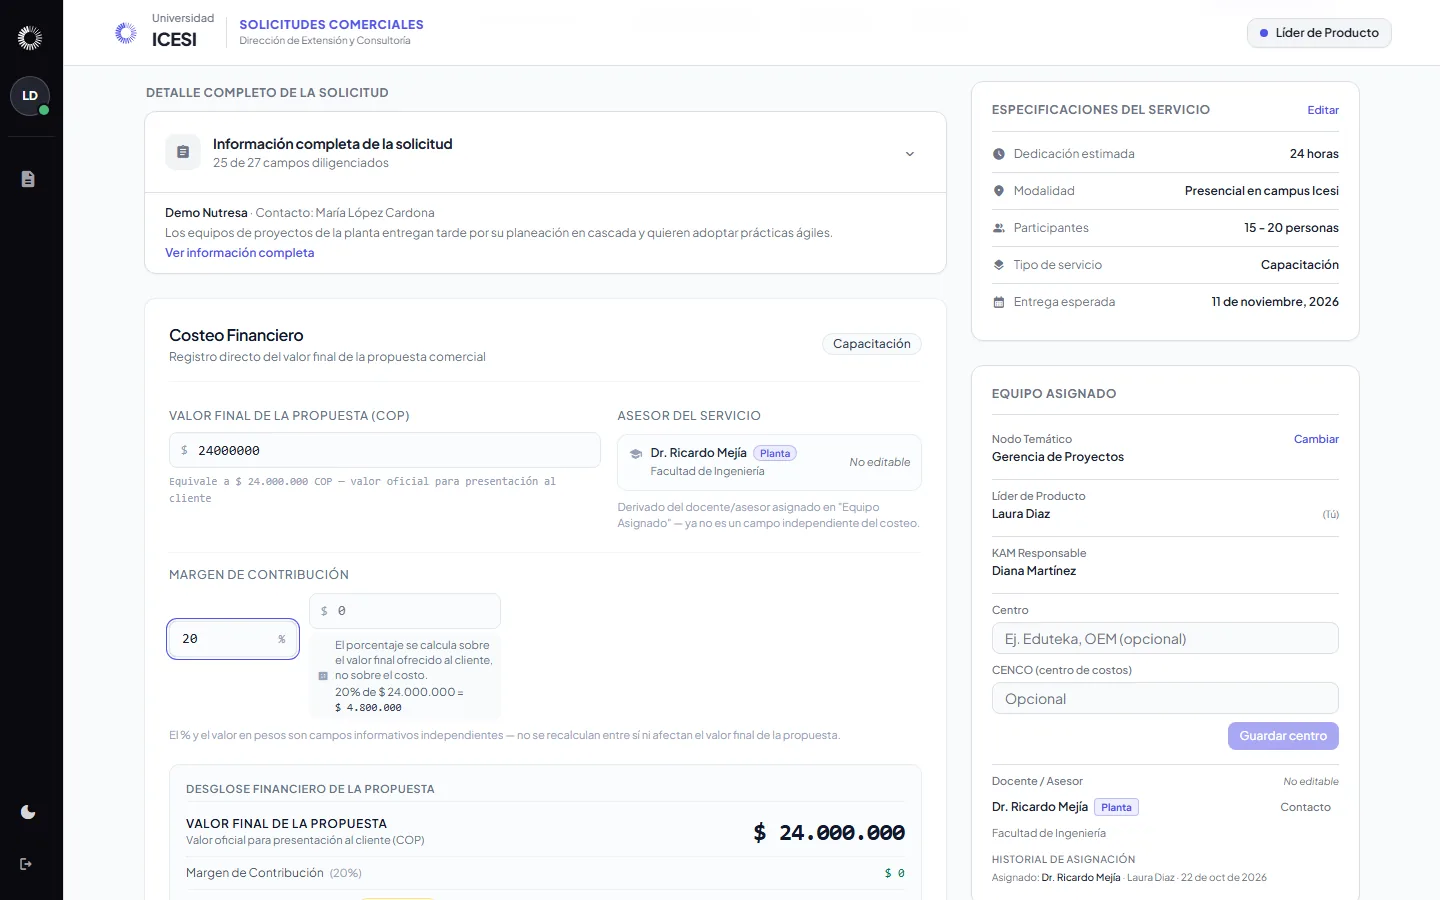 Universidad
ICESI
SOLICITUDES COMERCIALES
Dirección de Extensión y Consultoría
Líder de Producto
LD
DETALLE COMPLETO DE LA SOLICITUD
Información completa de la solicitud
25 de 27 campos diligenciados
Demo Nutresa · Contacto: María López Cardona
Los equipos de proyectos de la planta entregan tarde por su planeación en cascada y quieren adoptar prácticas ágiles.
Ver información completa
Costeo Financiero
Registro directo del valor final de la propuesta comercial
Capacitación
VALOR FINAL DE LA PROPUESTA (COP)
$ 24000000
Equivale a $ 24.000.000 COP — valor oficial para presentación al
cliente
ASESOR DEL SERVICIO
Dr. Ricardo Mejía Planta
Facultad de Ingeniería
No editable
Derivado del docente/asesor asignado en "Equipo
Asignado" — ya no es un campo independiente del costeo.
MARGEN DE CONTRIBUCIÓN
20 %
$ 0
El porcentaje se calcula sobre
el valor final ofrecido al cliente,
no sobre el costo.
20% de $ 24.000.000 =
$ 4.800.000
El % y el valor en pesos son campos informativos independientes — no se recalculan entre sí ni afectan el valor final de la propuesta.
DESGLOSE FINANCIERO DE LA PROPUESTA
VALOR FINAL DE LA PROPUESTA
Valor oficial para presentación al cliente (COP)
$ 24.000.000
Margen de Contribución (20%)
$ 0
ESPECIFICACIONES DEL SERVICIO
Editar
Dedicación estimada
24 horas
Modalidad
Presencial en campus Icesi
Participantes
15 - 20 personas
Tipo de servicio
Capacitación
Entrega esperada
11 de noviembre, 2026
EQUIPO ASIGNADO
Nodo Temático
Cambiar
Gerencia de Proyectos
Líder de Producto
Laura Diaz
(Tú)
KAM Responsable
Diana Martínez
Centro
Ej. Eduteka, OEM (opcional)
CENCO (centro de costos)
Opcional
Guardar centro
Docente / Asesor
No editable
Dr. Ricardo Mejía Planta
Contacto
Facultad de Ingeniería
HISTORIAL DE ASIGNACIÓN
Asignado: Dr. Ricardo Mejía · Laura Diaz · 22 de oct de 2026